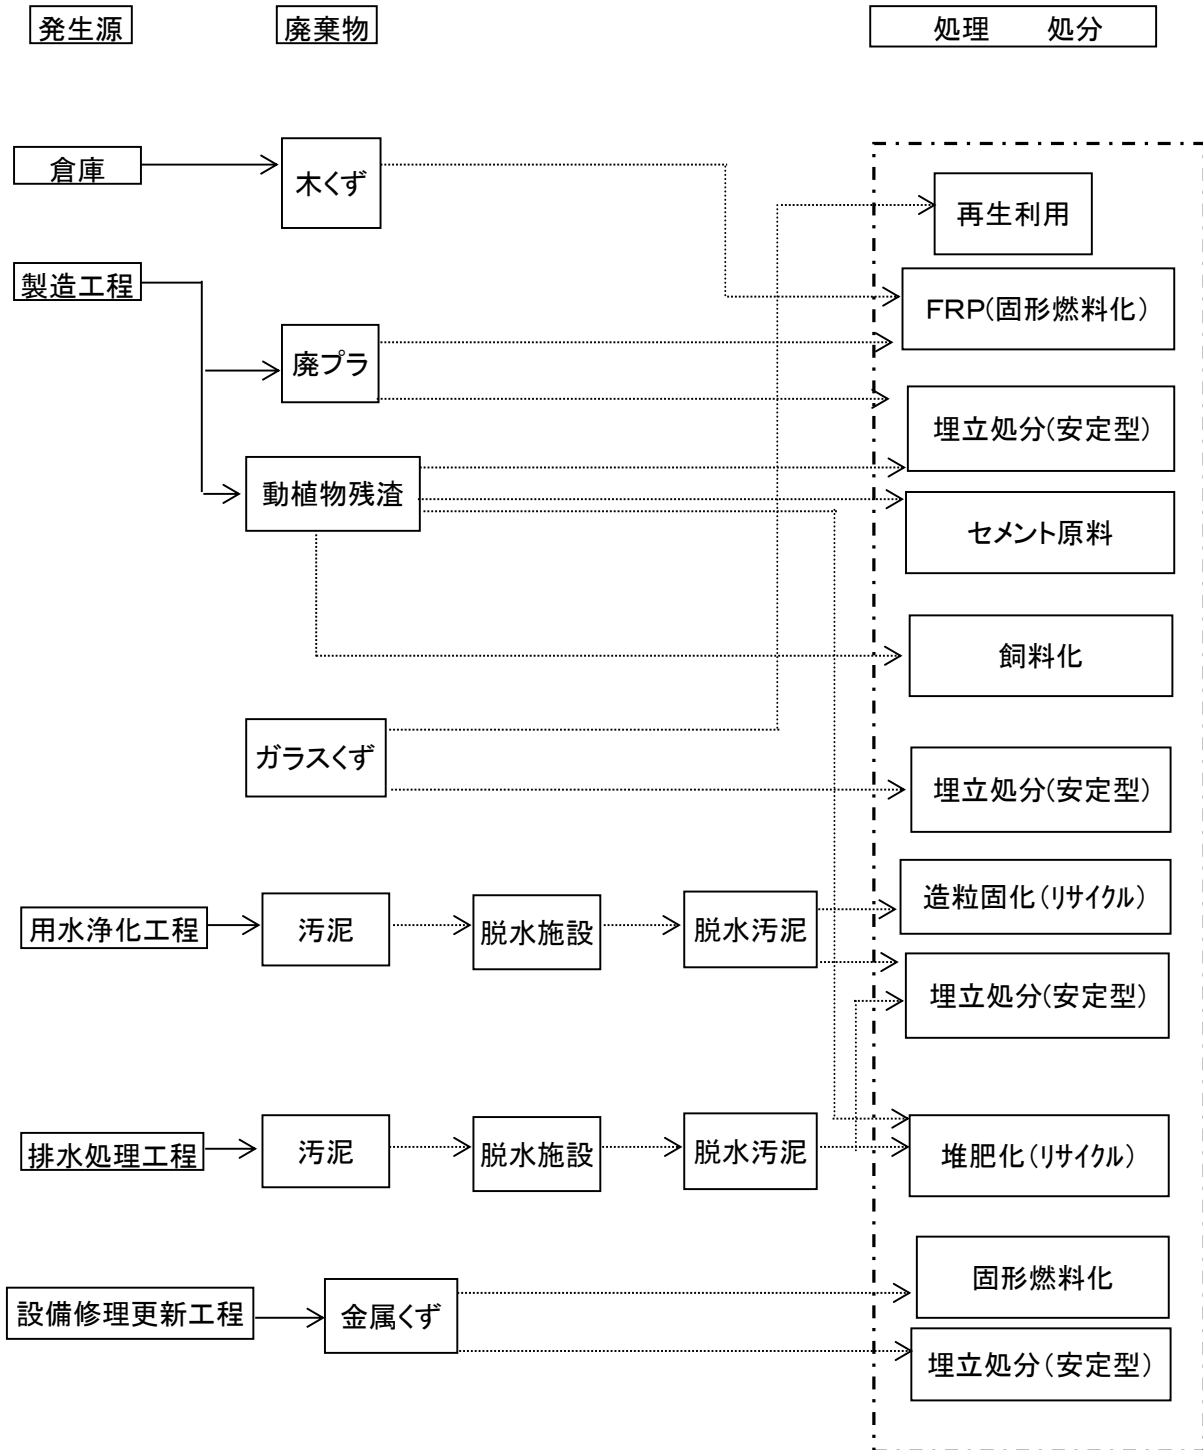 発生源
廃棄物
処理　　処分
倉庫
木くず
再生利用
製造工程
FRP(固形燃料化)
廃プラ
埋立処分(安定型)
動植物残渣
セメント原料
飼料化
ガラスくず
埋立処分(安定型)
造粒固化(ﾘｻｲｸﾙ)
用水浄化工程
汚泥
脱水施設
脱水汚泥
埋立処分(安定型)
排水処理工程
汚泥
脱水施設
脱水汚泥
堆肥化(ﾘｻｲｸﾙ)
固形燃料化
設備修理更新工程
金属くず
埋立処分(安定型)